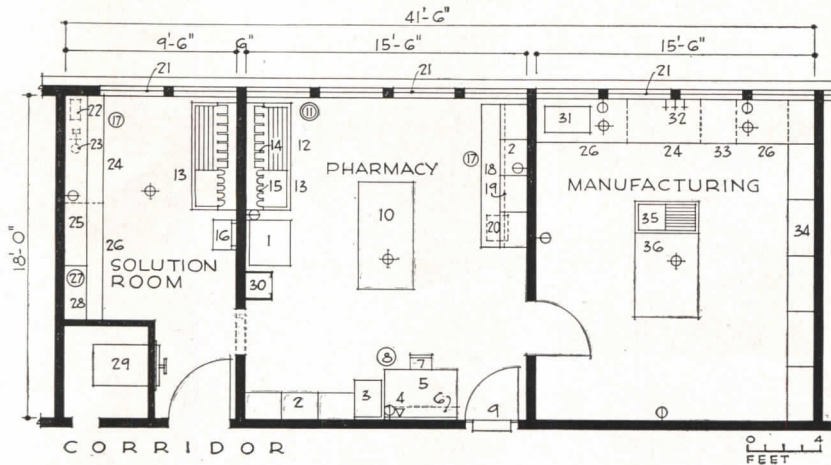 41'-6"
9'-6" 6" 15'-6" 15'-6"
21 21 21
22 17 11 31 32
23 14 12 17 2 26 24 33 26
24 18
13 15 13 PHARMACY 19 MANUFACTURING
18'-0" 10 35 34
25 16 20
26 1 36
SOLUTION
ROOM
27 30
28
29 8 7
5
2 3 4 6 9
CORRIDOR
0 4
FEET